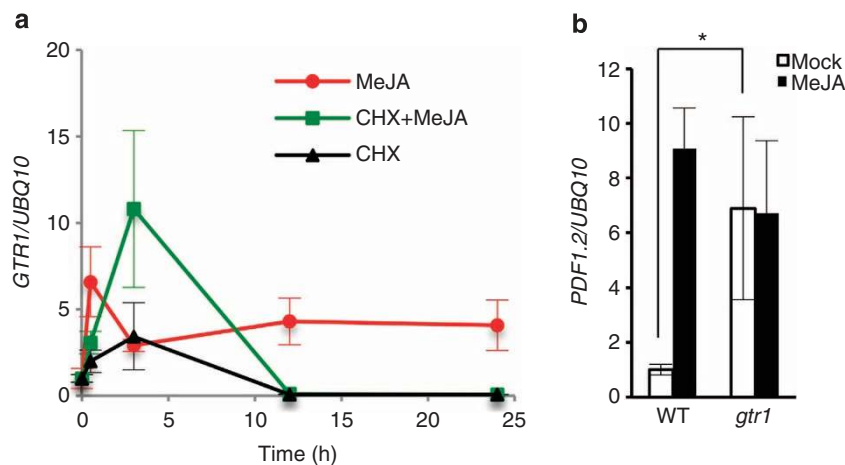 a
20
15
10
5
0
GTR1/UBQ10
MeJA
CHX+MeJA
CHX
0 5 10 15 20 25
Time (h)
b
*
Mock
MeJA
12
10
8
6
4
2
0
PDF1.2/UBQ10
WT gtr1